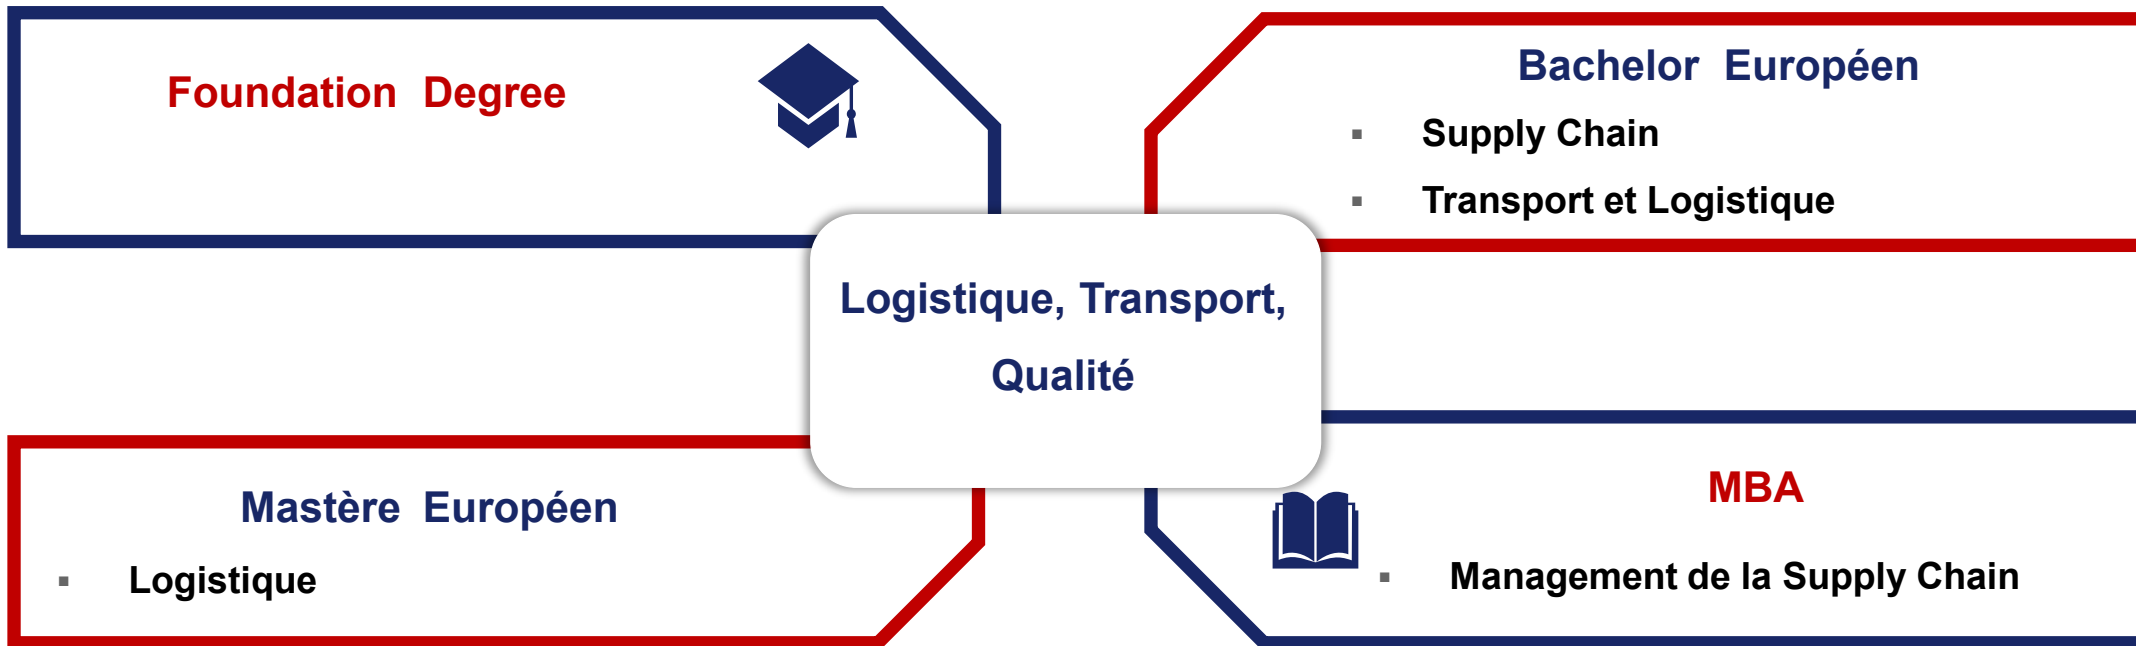 Foundation Degree
Bachelor Européen
▪ Supply Chain
▪ Transport et Logistique
Logistique, Transport,
Qualité
Mastère Européen
▪ Logistique
MBA
▪ Management de la Supply Chain